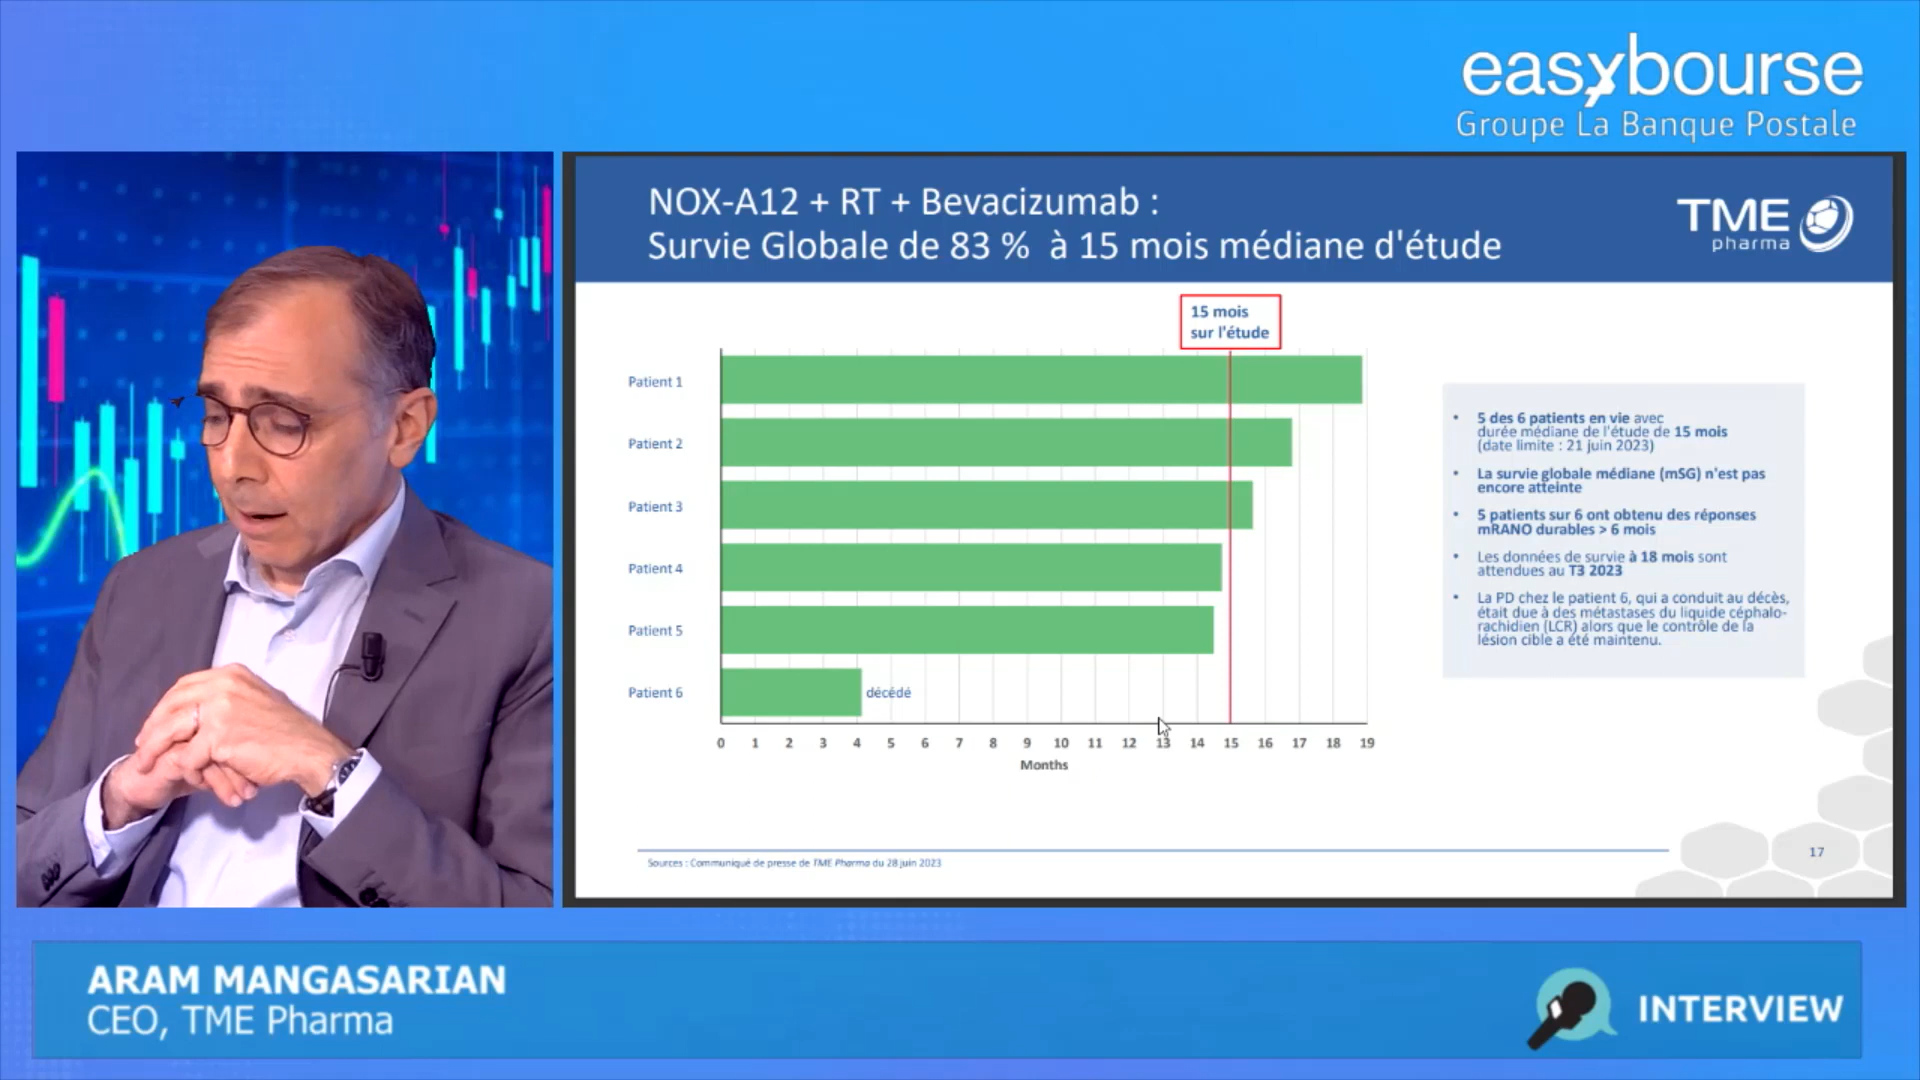 easybourse
Groupe La Banque Postale
NOX-A12 + RT + Bevacizumab :
Survie Globale de 83 % à 15 mois médiane d'étude
TME
pharma
15 mois
sur l'étude
Patient 1
Patient 2
Patient 3
Patient 4
Patient 5
Patient 6
décédé
0 1 2 3 4 5 6 7 8 9 10 11 12 13 14 15 16 17 18 19
Months
• 5 des 6 patients en vie avec
durée médiane de l'étude de 15 mois
(date limite : 21 juin 2023)
• La survie globale médiane (mSG) n'est pas
encore atteinte
• 5 patients sur 6 ont obtenu des réponses
mRANO durables > 6 mois
• Les données de survie à 18 mois sont
attendues au T3 2023
• La PD chez le patient 6, qui a conduit au décès,
était due à des métastases du liquide céphalo-
rachidien (LCR) alors que le contrôle de la
lésion cible a été maintenu.
Sources : Communiqué de presse de TME Pharma du 28 juin 2023
17
ARAM MANGASARIAN
CEO, TME Pharma
INTERVIEW